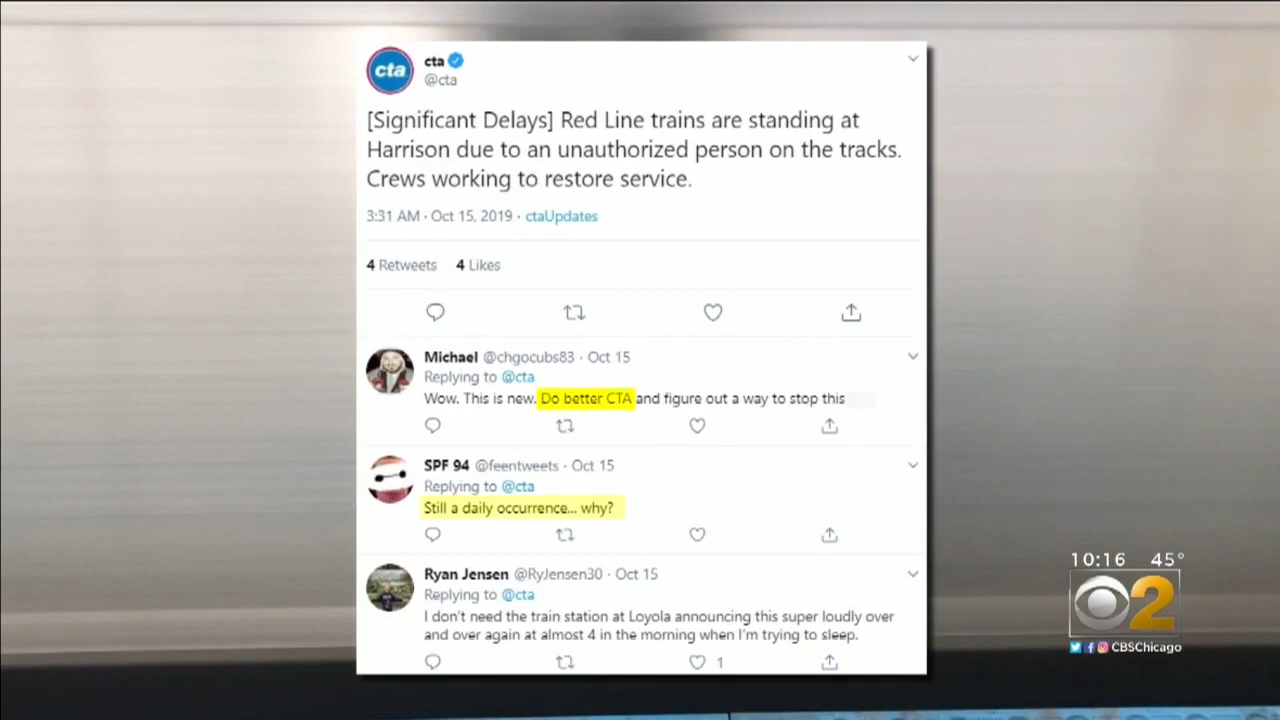 cta
cta
@cta
[Significant Delays] Red Line trains are standing at
Harrison due to an unauthorized person on the tracks.
Crews working to restore service.
3:31 AM · Oct 15, 2019 · ctaUpdates
4 Retweets 4 Likes
Michael @chgocubs83 · Oct 15
Replying to @cta
Wow. This is new. Do better CTA and figure out a way to stop this
SPF 94 @feentweets · Oct 15
Replying to @cta
Still a daily occurrence... why?
Ryan Jensen @RyJensen30 · Oct 15
Replying to @cta
I don't need the train station at Loyola announcing this super loudly over
and over again at almost 4 in the morning when I'm trying to sleep.
1
10:16 45°
2
CBSChicago